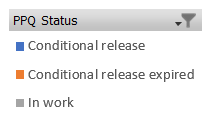 PPQ Status
Conditional release
Conditional release expired
In work